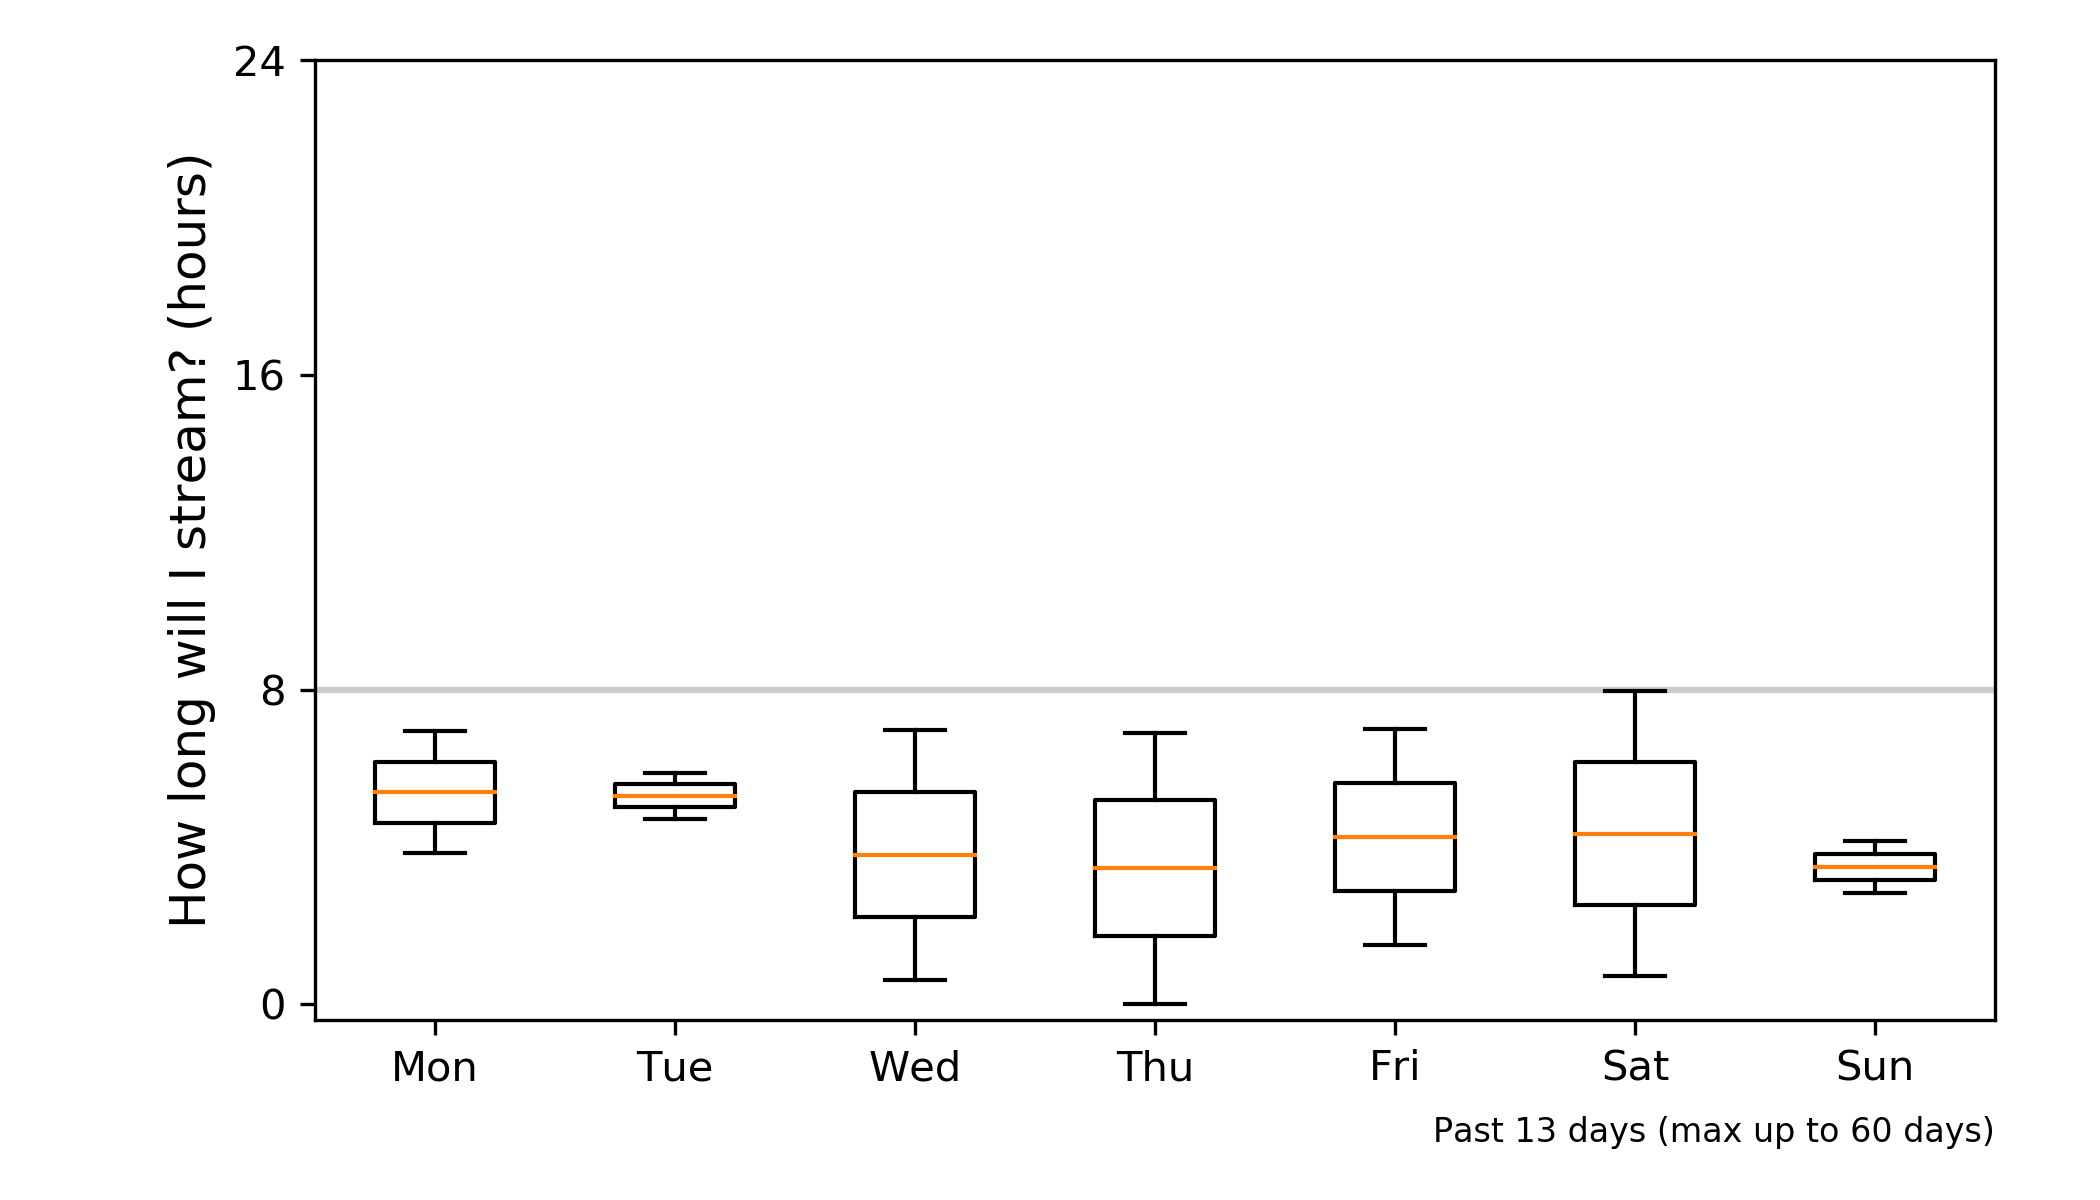 How long will I stream? (hours)
24
16
8
0
Mon Tue Wed Thu Fri Sat Sun
Past 13 days (max up to 60 days)